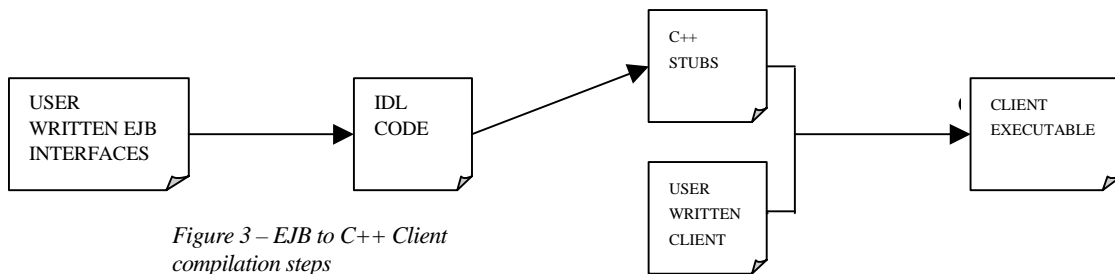 USER
WRITTEN EJB
INTERFACES
IDL
CODE
C++
STUBS
USER
WRITTEN
CLIENT
CLIENT
EXECUTABLE
Figure 3 – EJB to C++ Client
compilation steps